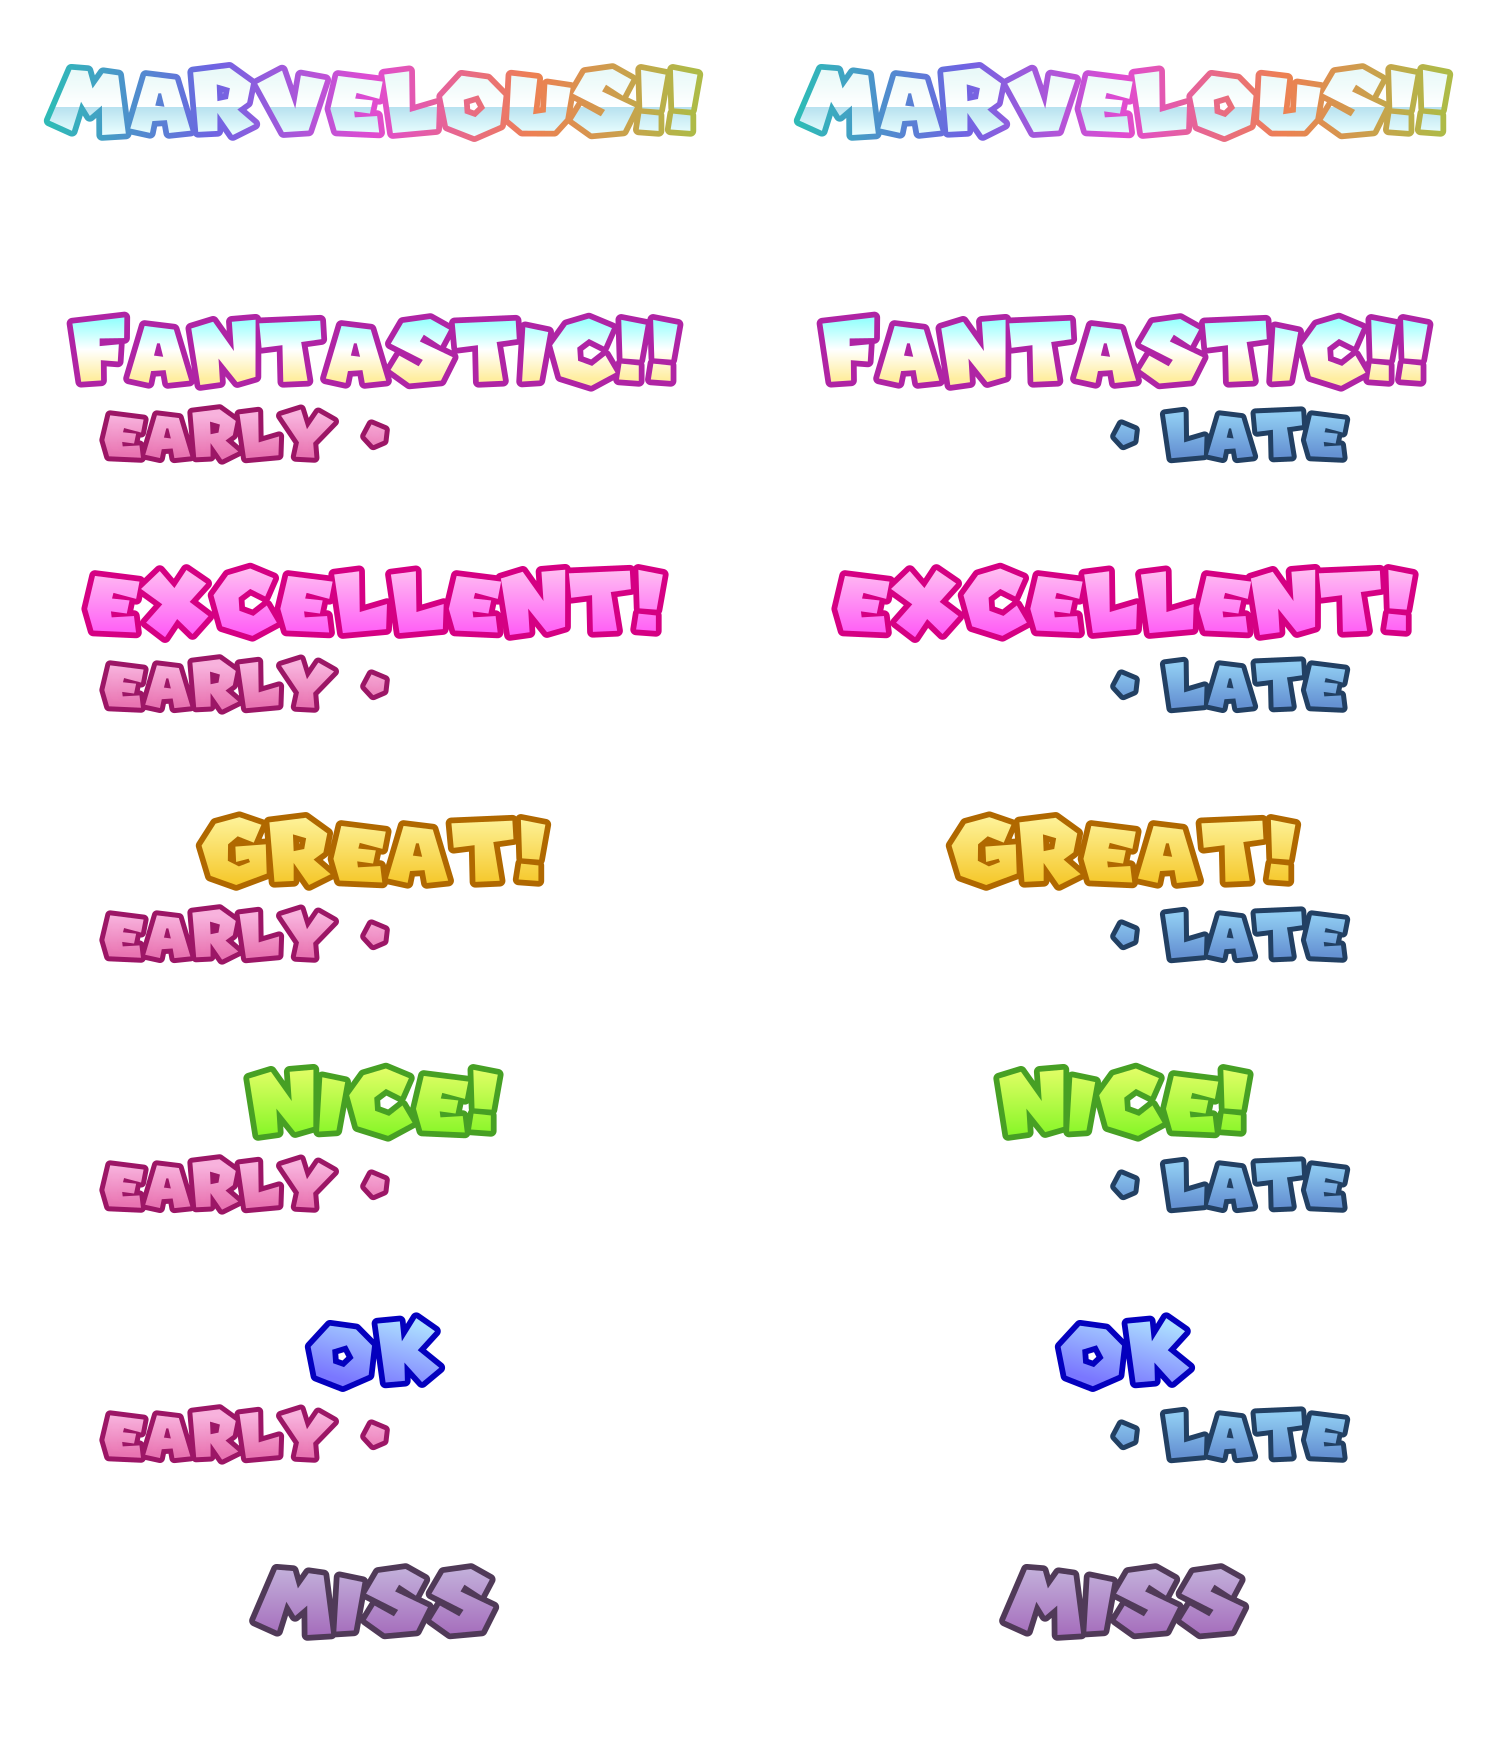 MARVELOUS!! MARVELOUS!!
FANTASTIC!! FANTASTIC!!
EARLY • • LATE
EXCELLENT! EXCELLENT!
EARLY • • LATE
GREAT! GREAT!
EARLY • • LATE
NICE! NICE!
EARLY • • LATE
OK OK
EARLY • • LATE
MISS MISS